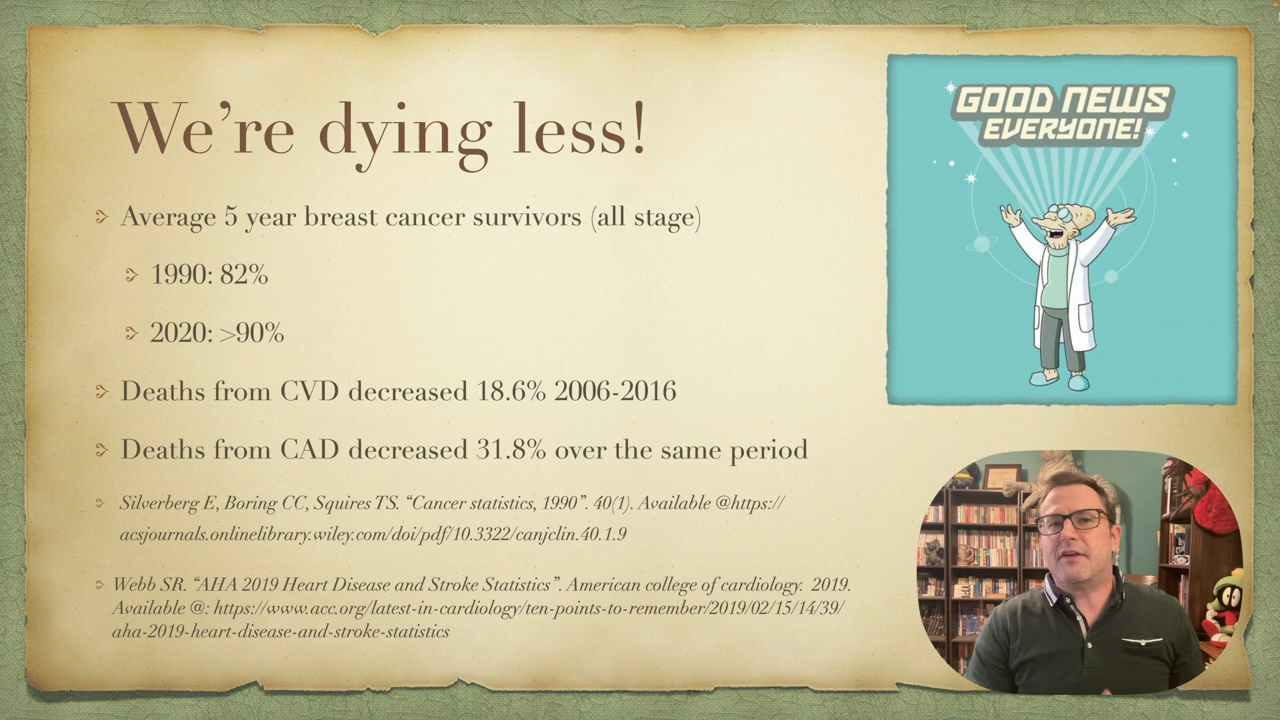 We're dying less!
GOOD NEWS
EVERYONE!
Average 5 year breast cancer survivors (all stage)
1990: 82%
2020: >90%
Deaths from CVD decreased 18.6% 2006-2016
Deaths from CAD decreased 31.8% over the same period
Silverberg E, Boring CC, Squires TS. “Cancer statistics, 1990”. 40(1). Available @https://
acsjournals.onlinelibrary.wiley.com/doi/pdf/10.3322/canjclin.40.1.9
Webb SR. “AHA 2019 Heart Disease and Stroke Statistics”. American college of cardiology. 2019.
Available @: https://www.acc.org/latest-in-cardiology/ten-points-to-remember/2019/02/15/14/39/
aha-2019-heart-disease-and-stroke-statistics